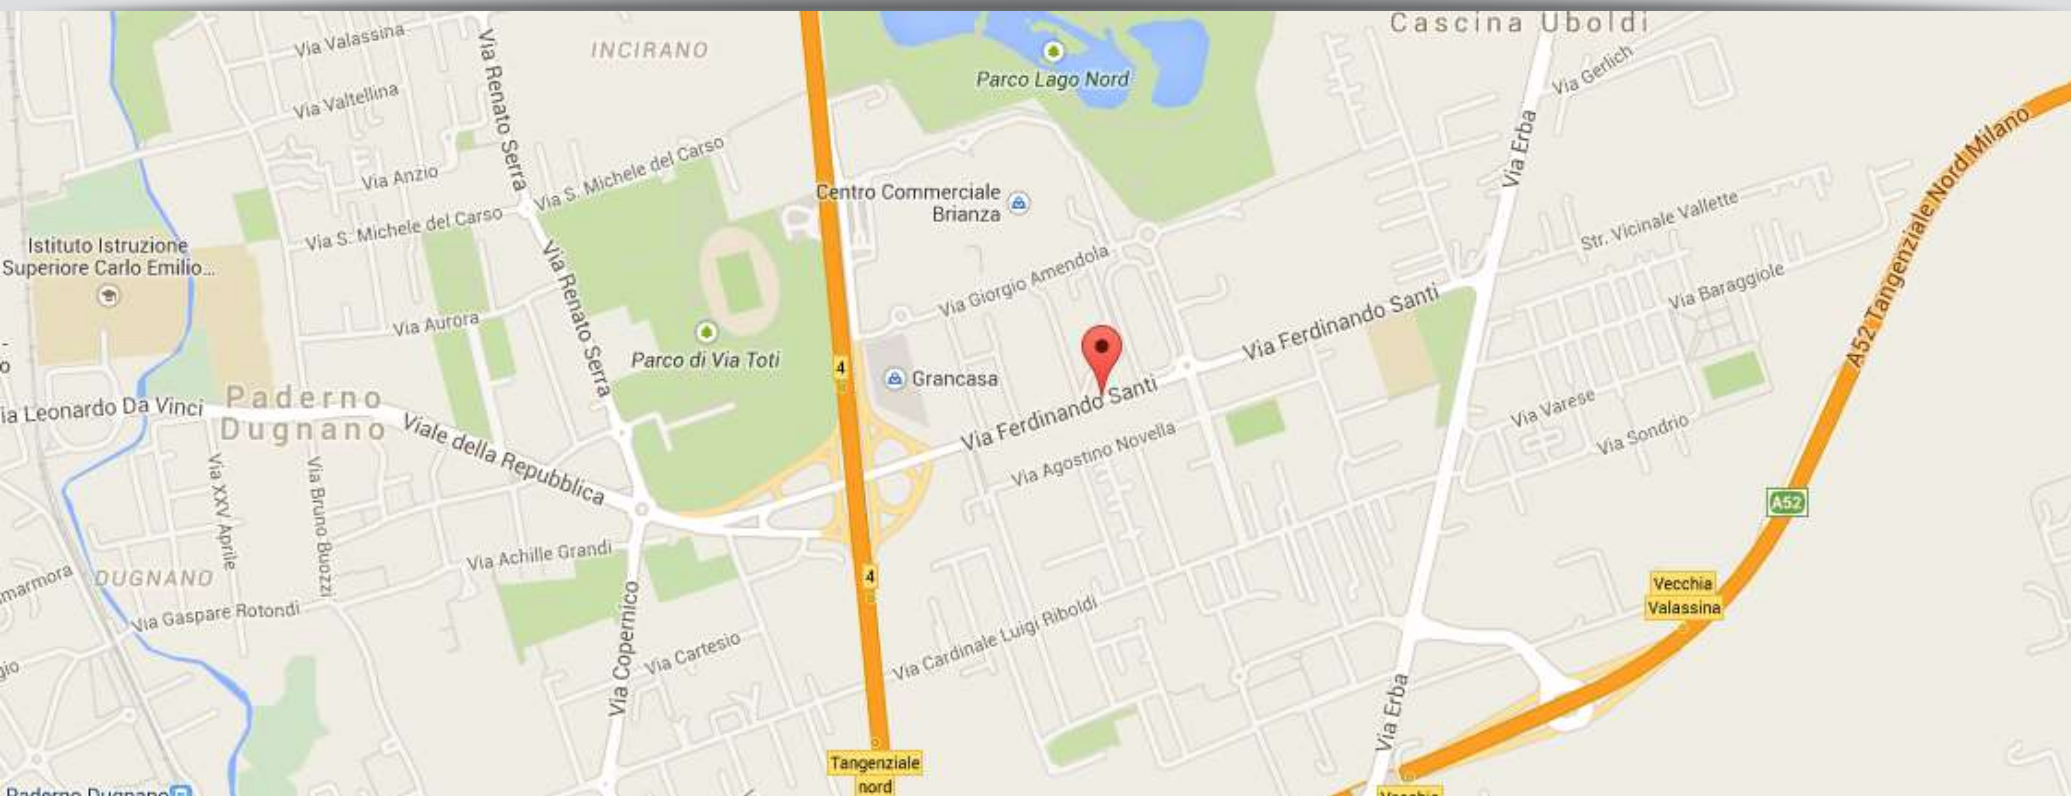 Cascina Uboldi
Via Valassina
Via Renato Serra
INCIRANO
Parco Lago Nord
Via Gerlich
Via Valtellina
Via Erba
A52 Tangenziale Nord Milano
Via S. Michele del Carso
Via Anzio
Centro Commerciale
Brianza
Via S. Michele del Carso
Str. Vicinale Vallette
Istituto Istruzione
Superiore Carlo Emilio...
Via Renato Serra
Via Giorgio Amendola
Via Baraggiole
Via Ferdinando Santi
Via Aurora
Parco di Via Toti
4
Grancasa
Paderno
Dugnano
ia Leonardo Da Vinci
Via Ferdinando Santi
Viale della Repubblica
Via Varese
Via Sondrio
Via Agostino Novella
Via XXV Aprile
Via Bruno Buozzi
A52
Via Achille Grandi
DUGNANO
4
Vecchia
Valassina
marmora
Via Gaspare Rotondi
Via Copernico
Via Cartesio
Via Cardinale Luigi Riboldi
gio
Via Erba
Tangenziale
nord
Paderno Dugnano
Vecchia